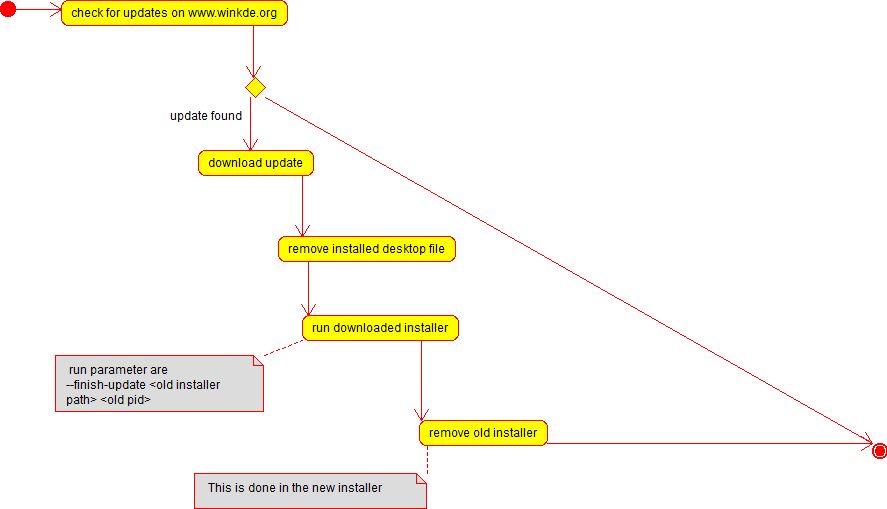 check for updates on www.winkde.org
update found
download update
remove installed desktop file
run downloaded installer
run parameter are
--finish-update <old installer
path> <old pid>
remove old installer
This is done in the new installer